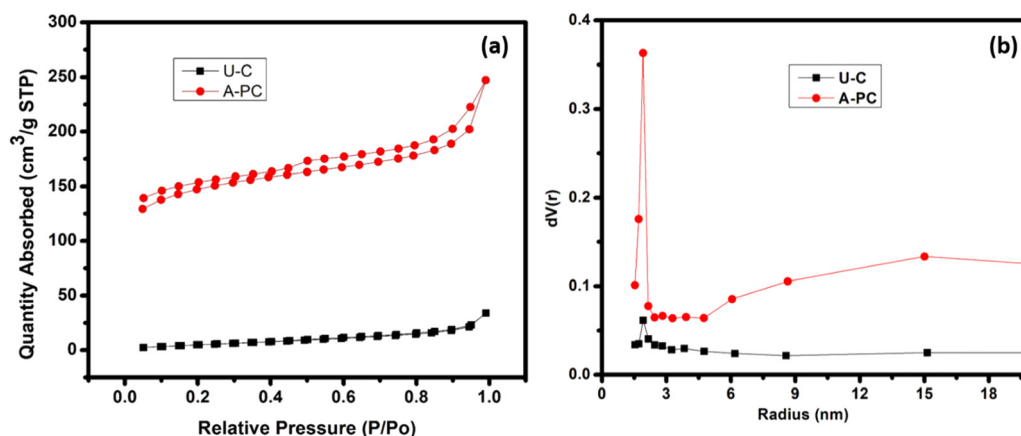 (a)
U-C
A-PC
300
250
200
150
100
50
0
Quantity Absorbed (cm³/g STP)
0.0 0.2 0.4 0.6 0.8 1.0
Relative Pressure (P/Po)
(b)
U-C
A-PC
0.4
0.3
0.2
0.1
0.0
dV(r)
0 3 6 9 12 15 18
Radius (nm)